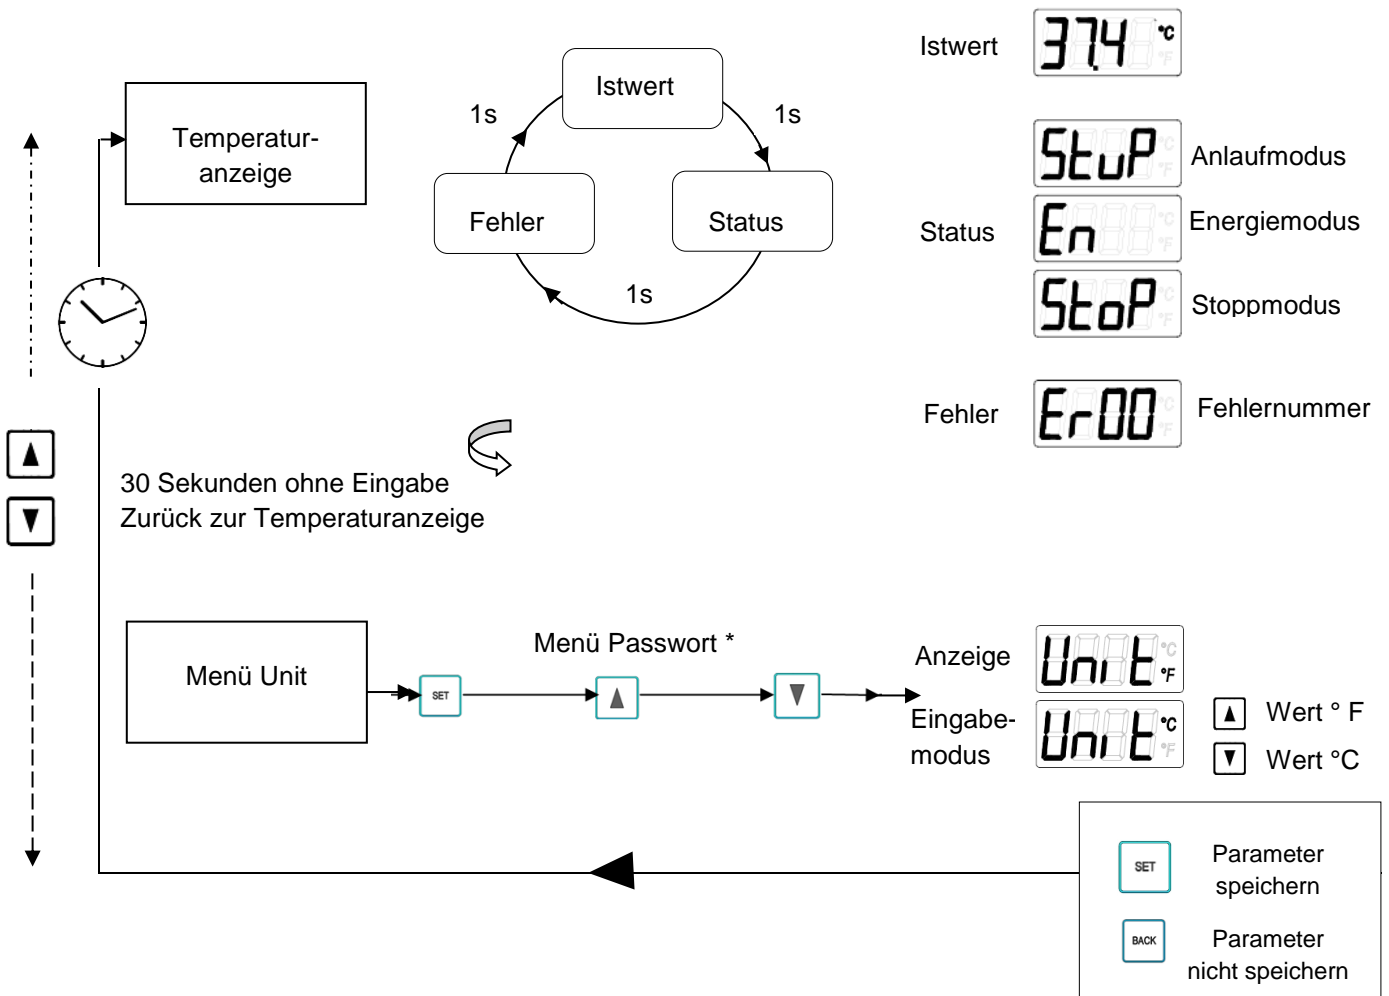 Istwert
37.4 °C
°F
Temperatur-
anzeige
Istwert
1s
1s
Fehler
Status
1s
StuP °C
°F
Anlaufmodus
Status
En °C
°F
Energiemodus
StoP °C
°F
Stoppmodus
Fehler
Er00 °C
°F
Fehlernummer
30 Sekunden ohne Eingabe
Zurück zur Temperaturanzeige
Menü Unit
SET
Menü Passwort *
Anzeige
Unit °C
°F
Eingabe-
modus
Unit °C
°F
Wert ° F
Wert °C
SET
Parameter
speichern
BACK
Parameter
nicht speichern